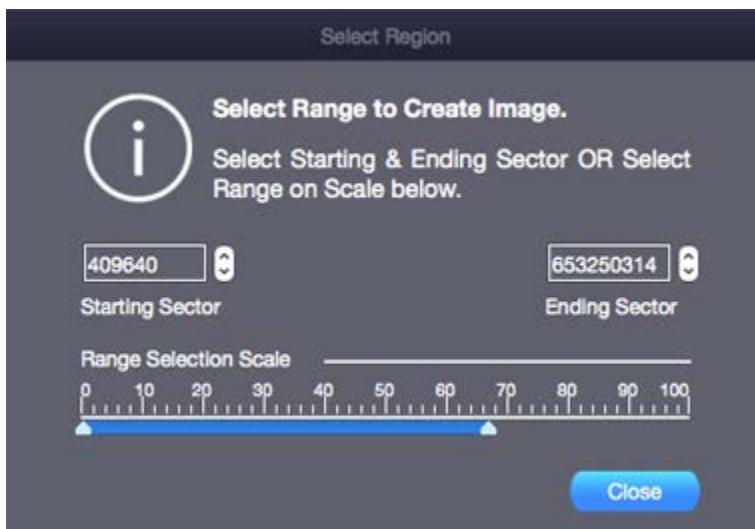 Select Region
Select Range to Create Image.
Select Starting & Ending Sector OR Select
Range on Scale below.
409640 653250314
Starting Sector Ending Sector
Range Selection Scale
0 10 20 30 40 50 60 70 80 90 100
Close